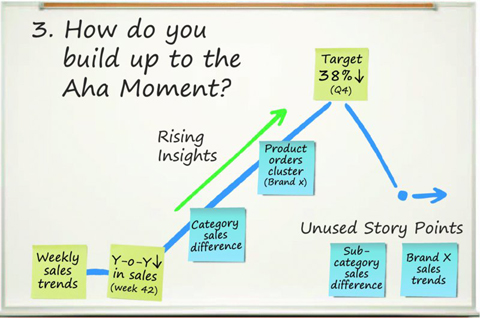 3. How do you
build up to the
Aha Moment?
Target
38%↓
(Q4)
Rising
Insights
Product
orders
cluster
(Brand x)
Category
sales
difference
Weekly
sales
trends
Y-o-Y↓
in sales
(week 42)
Unused Story Points
Sub-
category
sales
difference
Brand X
sales
trends